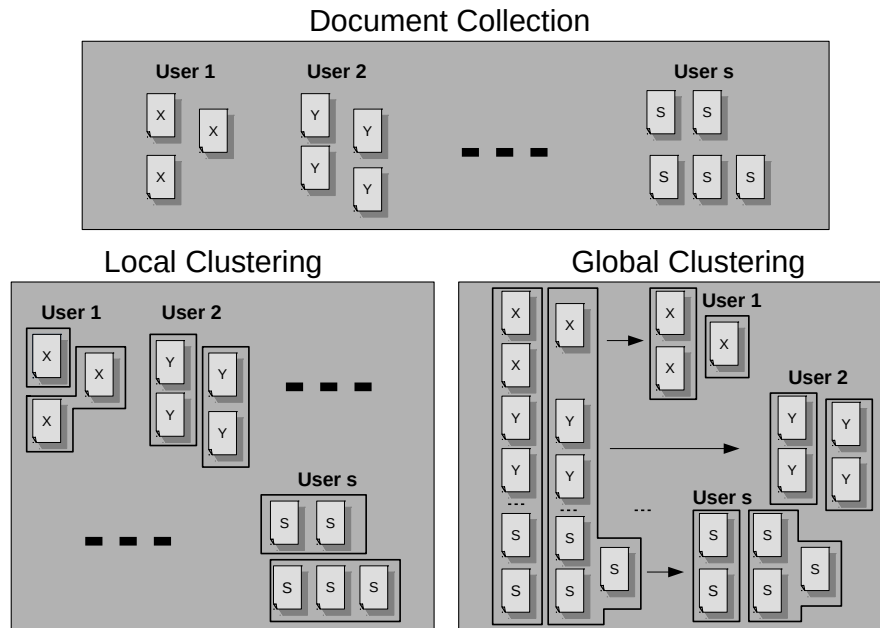 Document Collection
User 1 User 2 User s
X X Y Y S S
X Y Y S S S
Local Clustering
User 1 User 2
X X Y Y
X Y Y
User s
S S
S S S
Global Clustering
X X X User 1
X X X
User 2
Y Y Y Y
Y Y Y Y
... ... ... User s
S S S S S S
S S S S